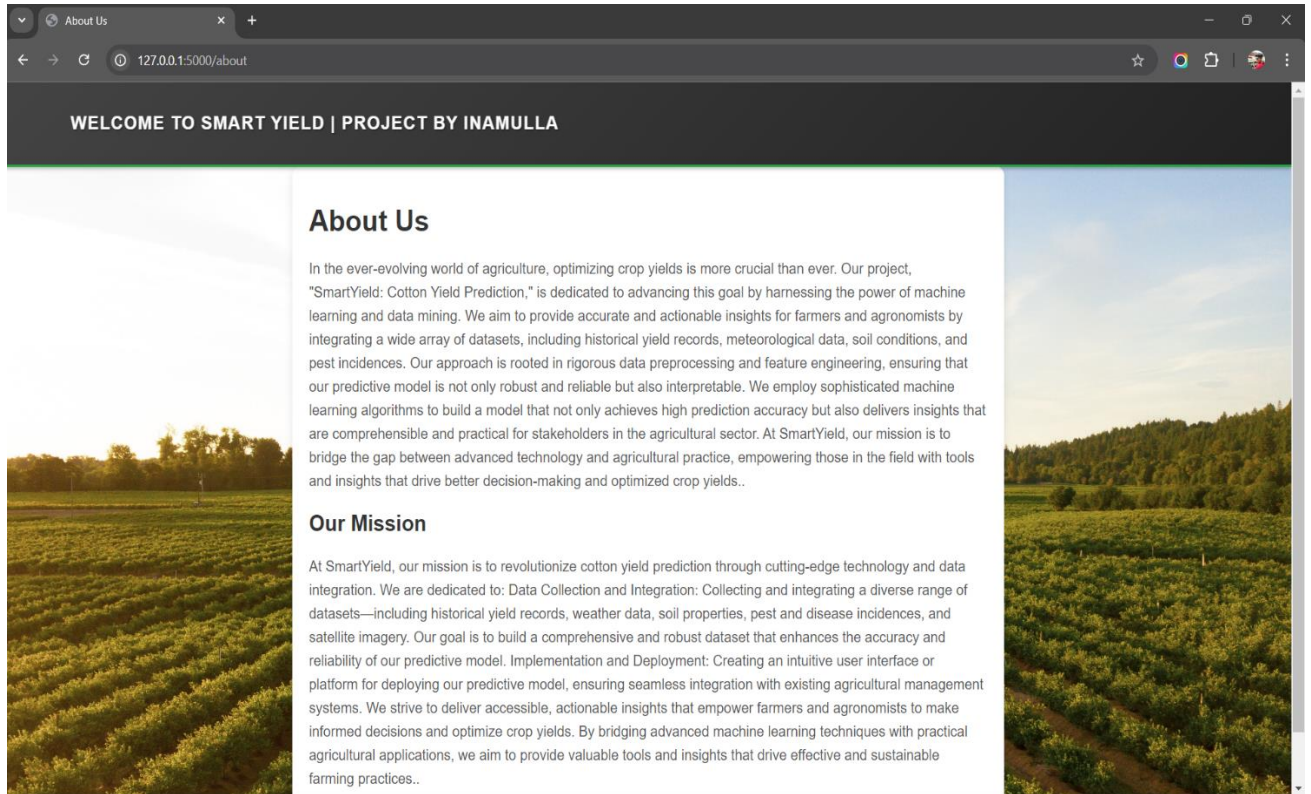 About Us
127.0.0.1:5000/about
WELCOME TO SMART YIELD | PROJECT BY INAMULLA
About Us
In the ever-evolving world of agriculture, optimizing crop yields is more crucial than ever. Our project,
"SmartYield: Cotton Yield Prediction," is dedicated to advancing this goal by harnessing the power of machine
learning and data mining. We aim to provide accurate and actionable insights for farmers and agronomists by
integrating a wide array of datasets, including historical yield records, meteorological data, soil conditions, and
pest incidences. Our approach is rooted in rigorous data preprocessing and feature engineering, ensuring that
our predictive model is not only robust and reliable but also interpretable. We employ sophisticated machine
learning algorithms to build a model that not only achieves high prediction accuracy but also delivers insights that
are comprehensible and practical for stakeholders in the agricultural sector. At SmartYield, our mission is to
bridge the gap between advanced technology and agricultural practice, empowering those in the field with tools
and insights that drive better decision-making and optimized crop yields..
Our Mission
At SmartYield, our mission is to revolutionize cotton yield prediction through cutting-edge technology and data
integration. We are dedicated to: Data Collection and Integration: Collecting and integrating a diverse range of
datasets—including historical yield records, weather data, soil properties, pest and disease incidences, and
satellite imagery. Our goal is to build a comprehensive and robust dataset that enhances the accuracy and
reliability of our predictive model. Implementation and Deployment: Creating an intuitive user interface or
platform for deploying our predictive model, ensuring seamless integration with existing agricultural management
systems. We strive to deliver accessible, actionable insights that empower farmers and agronomists to make
informed decisions and optimize crop yields. By bridging advanced machine learning techniques with practical
agricultural applications, we aim to provide valuable tools and insights that drive effective and sustainable
farming practices..